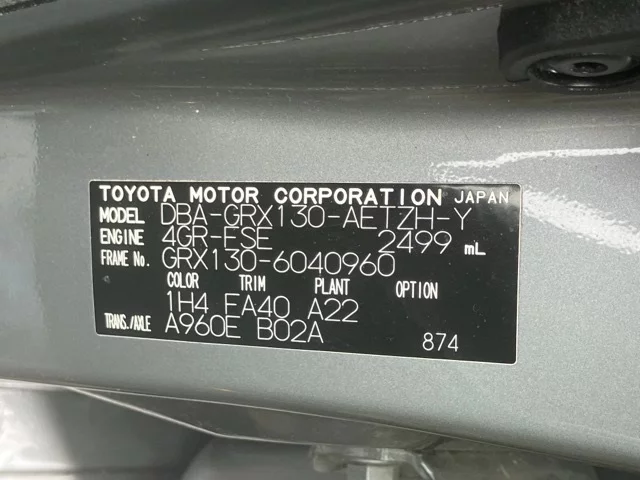 TOYOTA MOTOR CORPORATION JAPAN
MODEL DBA-GRX130-AETZH-Y
ENGINE 4GR-FSE 2499 mL
FRAME No. GRX130-6040960
COLOR TRIM PLANT OPTION
1H4 FA40 A22
TRANS./AXLE A960E B02A
874